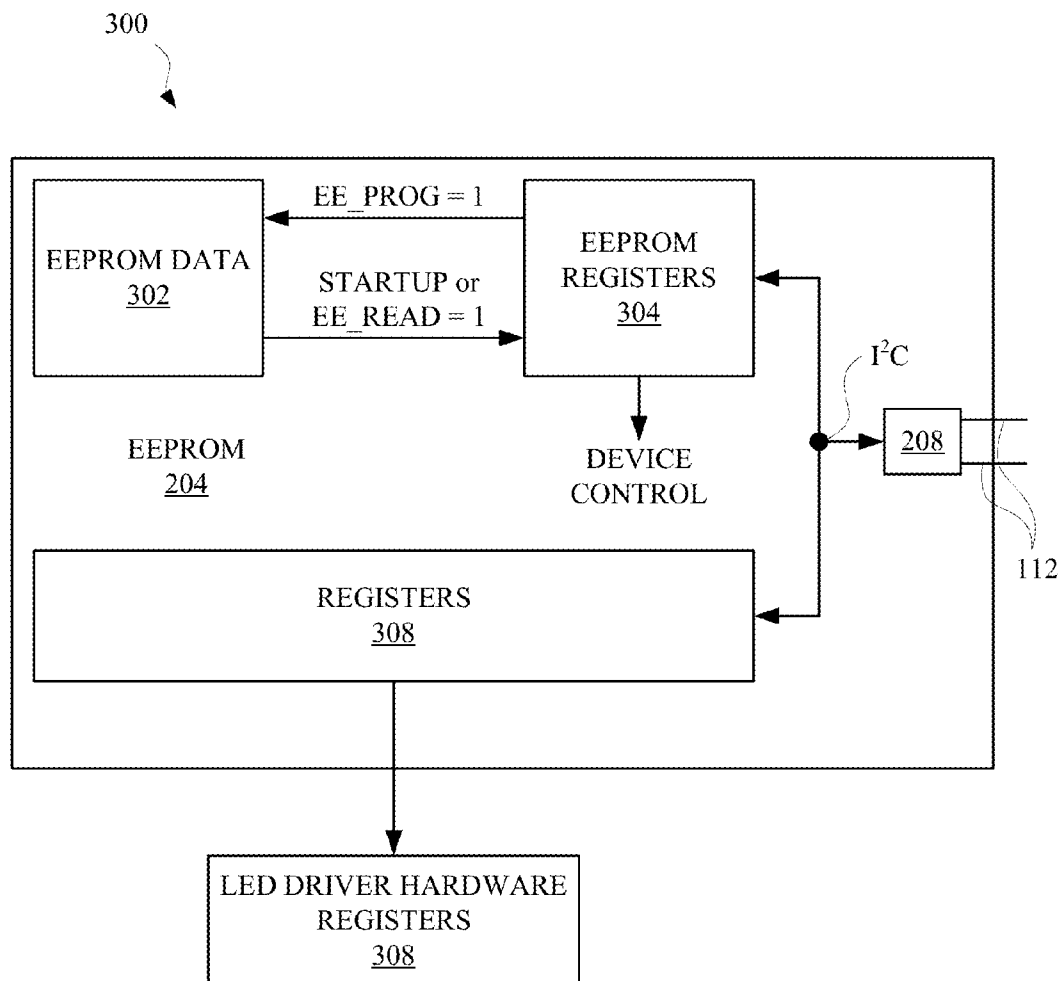 300
EE_PROG = 1
EEPROM DATA
302
STARTUP or
EE_READ = 1
EEPROM
REGISTERS
304
I²C
208
112
EEPROM
204
DEVICE
CONTROL
REGISTERS
308
LED DRIVER HARDWARE
REGISTERS
308